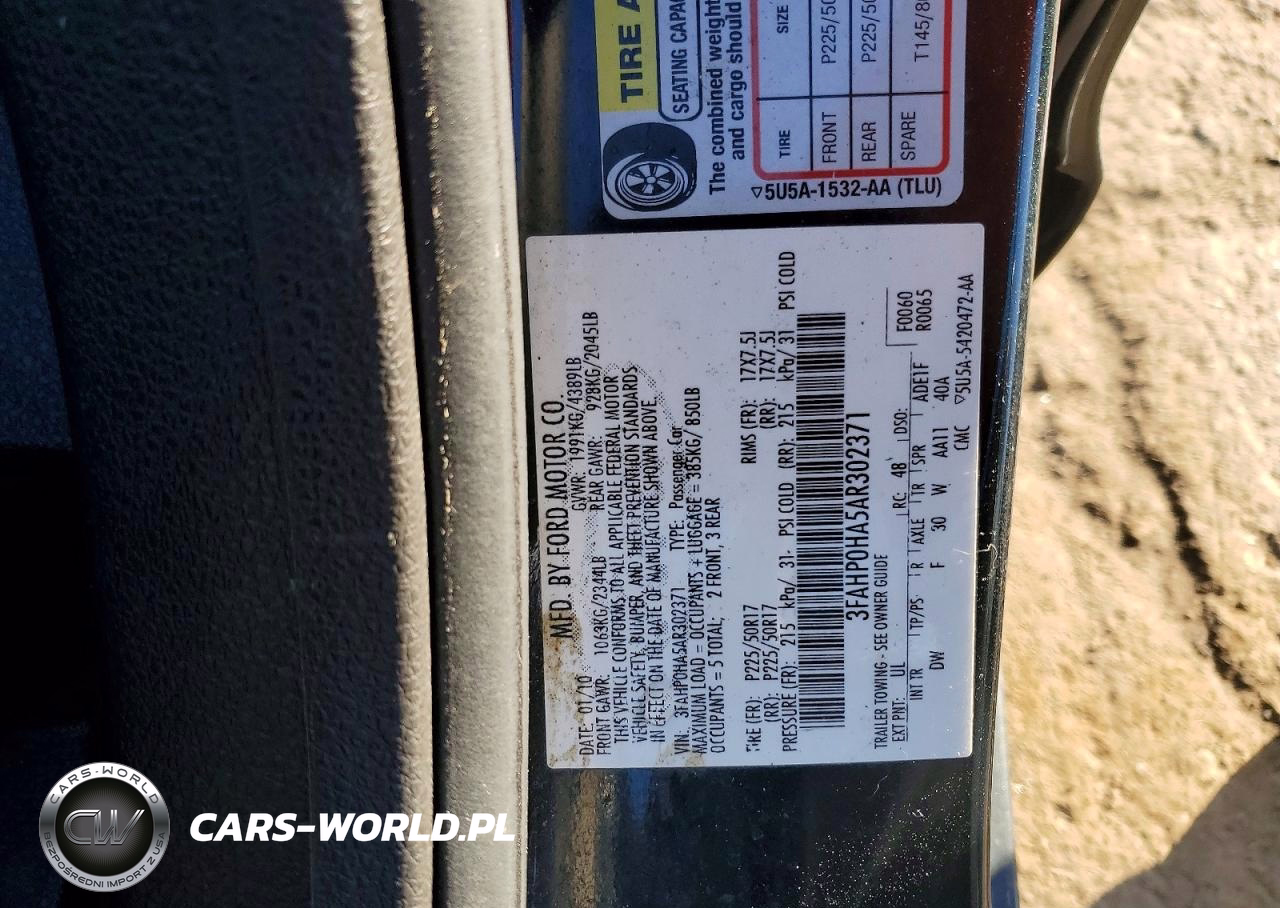 MFD. BY FORD MOTOR CO.
DATE: 01/10 GVWR: 1991KG/4389LB
FRONT GAWR: 1063KG/2344LB REAR GAWR: 928KG/2045LB
THIS VEHICLE CONFORMS TO ALL APPLICABLE FEDERAL MOTOR
VEHICLE SAFETY, BUMPER, AND THEFT PREVENTION STANDARDS
IN EFFECT ON THE DATE OF MANUFACTURE SHOWN ABOVE.
VIN: 3FAHP0HA5AR302371 TYPE: Passenger Car
MAXIMUM LOAD = OCCUPANTS + LUGGAGE = 385KG/ 850LB
OCCUPANTS = 5 TOTAL; 2 FRONT, 3 REAR
TIRE (FR): P225/50R17 RIMS (FR): 17X7.5J
(RR): P225/50R17 (RR): 17X7.5J
PRESSURE (FR): 215 kPa/ 31 PSI COLD (RR): 215 kPa/ 31 PSI COLD
3FAHP0HA5AR302371
TRAILER TOWING - SEE OWNER GUIDE
F0060
R0065
EXT PNT: UL RC: 48 DSO:
INT TR TP/PS R AXLE TR SPR ADE1F
DW F 30 W AA11 40A
CMC ▽5U5A-5420472-AA
TIRE A
SEATING CAPA
The combined weight
and cargo should
TIRE SIZE
FRONT P225/50
REAR P225/50
SPARE T145/80
▽5U5A-1532-AA (TLU)
CARS-WORLD
CW
BEZPOŚREDNI IMPORT Z USA
CARS-WORLD.PL